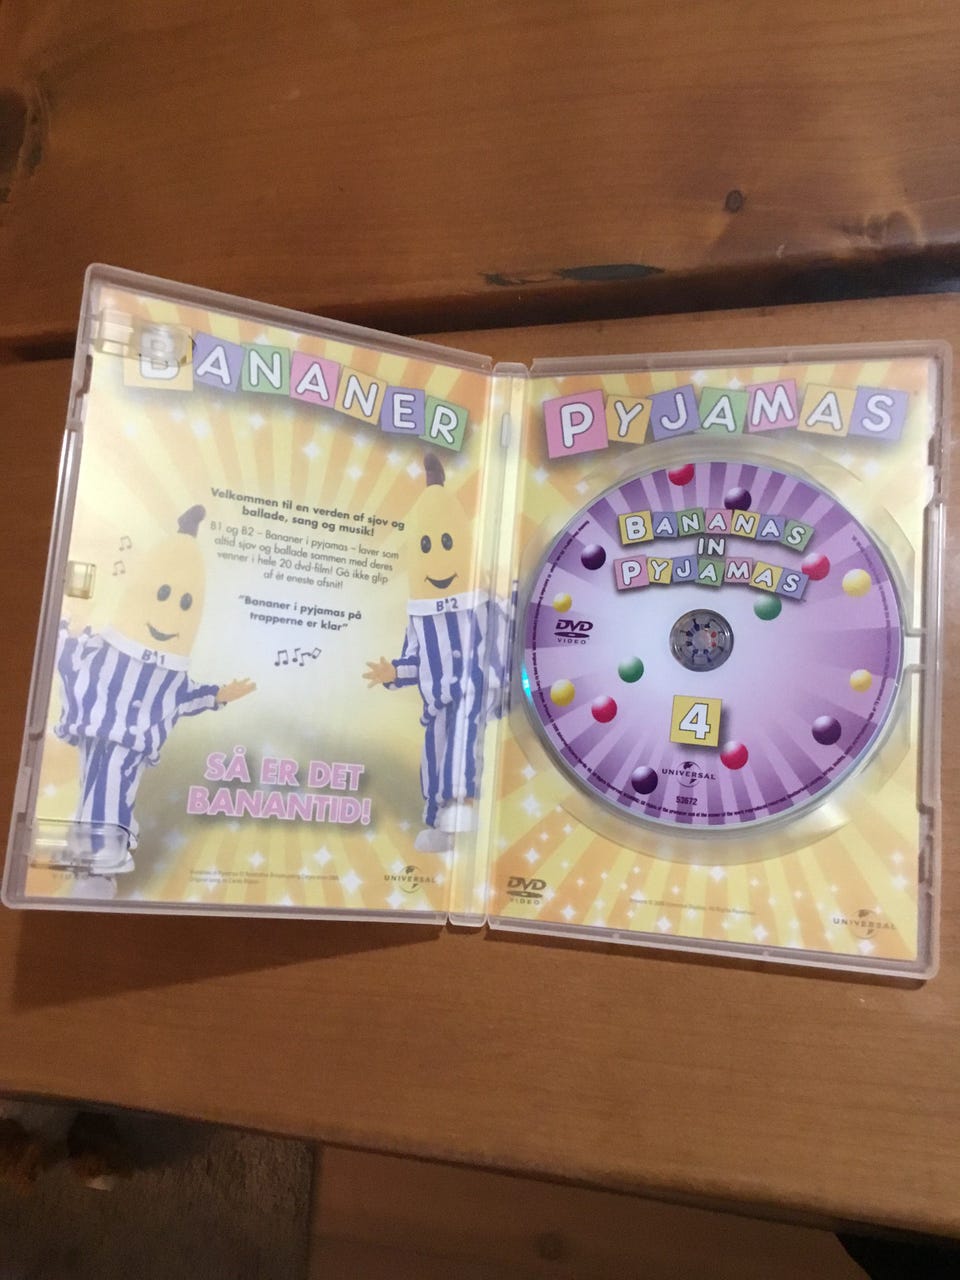 BANANER
Velkommen til en verden af sjov og
ballade, sang og musik!
B1 og B2 – Bananer i pyjamas – laver som
altid sjov og ballade sammen med deres
venner i hele 20 dvd-film! Gå ikke glip
af ét eneste afsnit!
"Bananer i pyjamas på
trapperne er klar"
B1
B2
SÅ ER DET
BANANTID!
UNIVERSAL
PYJAMAS
BANANAS
IN
PYJAMAS
DVD
VIDEO
4
UNIVERSAL
53672
DVD
VIDEO
UNIVERSAL